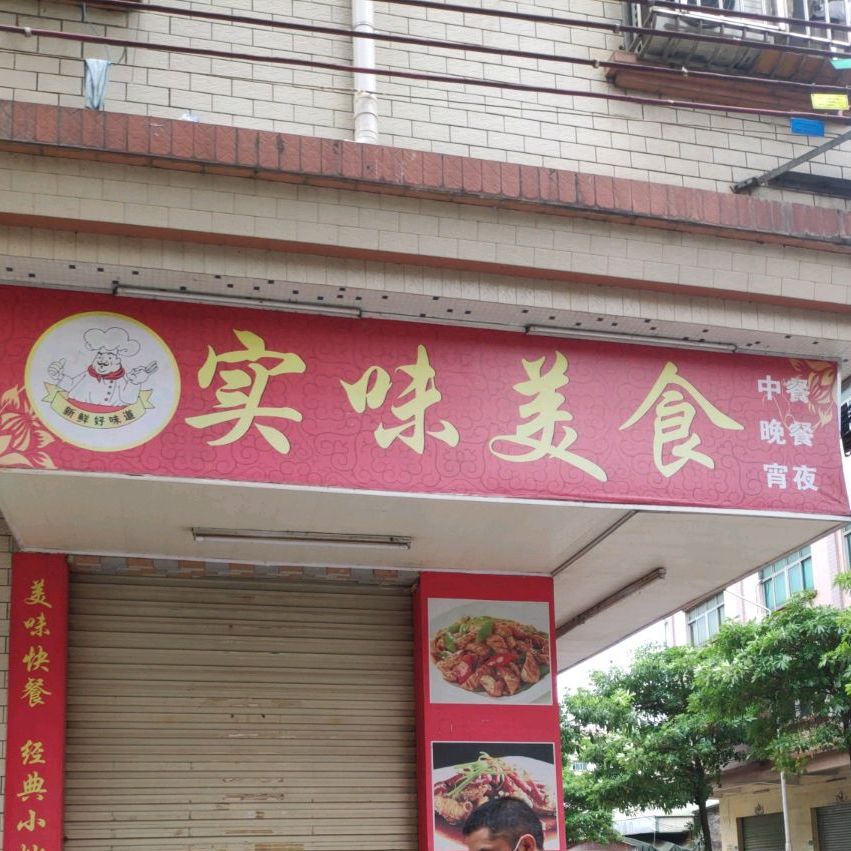 实味美食
新鲜好味道
中餐
晚餐
宵夜
美味快餐 经典小